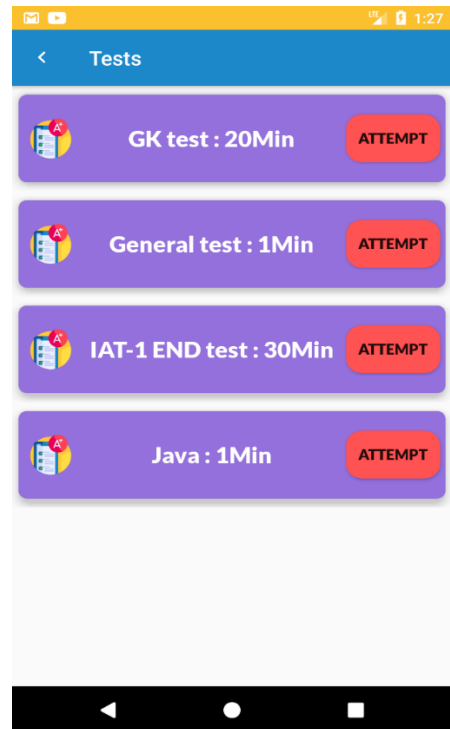 LTE 1:27
Tests
A+ GK test : 20Min ATTEMPT
A+ General test : 1Min ATTEMPT
A+ IAT-1 END test : 30Min ATTEMPT
A+ Java : 1Min ATTEMPT